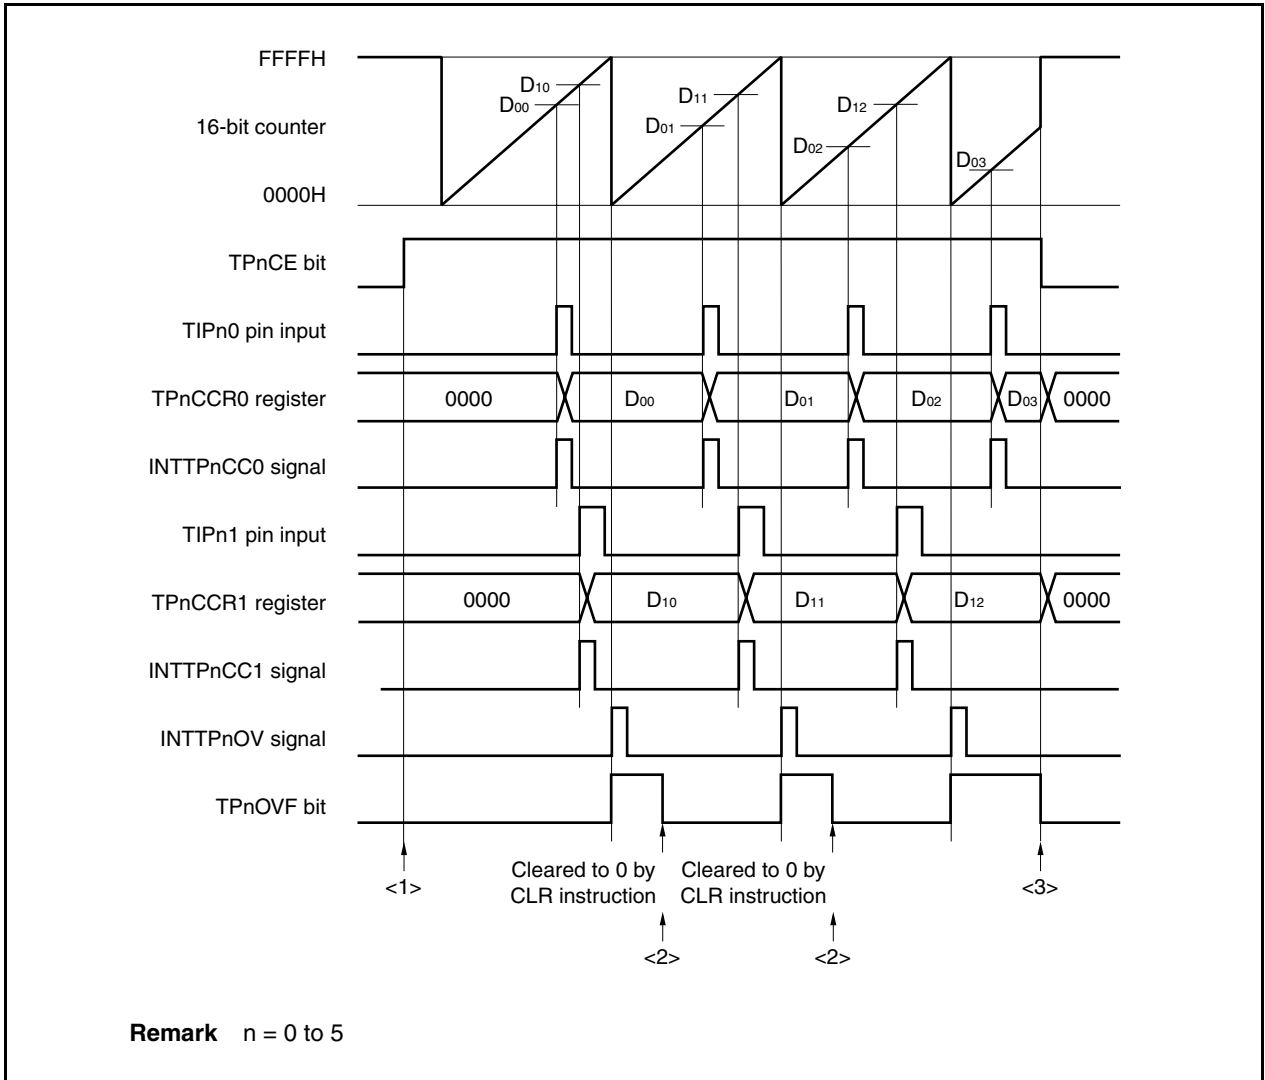 FFFFH
D10
D00
D11
D01
D12
D02
D03
16-bit counter
0000H
TPnCE bit
TIPn0 pin input
TPnCCR0 register 0000 D00 D01 D02 D03 0000
INTTPnCC0 signal
TIPn1 pin input
TPnCCR1 register 0000 D10 D11 D12 0000
INTTPnCC1 signal
INTTPnOV signal
TPnOVF bit
Cleared to 0 by
CLR instruction
Cleared to 0 by
CLR instruction
<1>
<3>
<2>
<2>
Remark n = 0 to 5